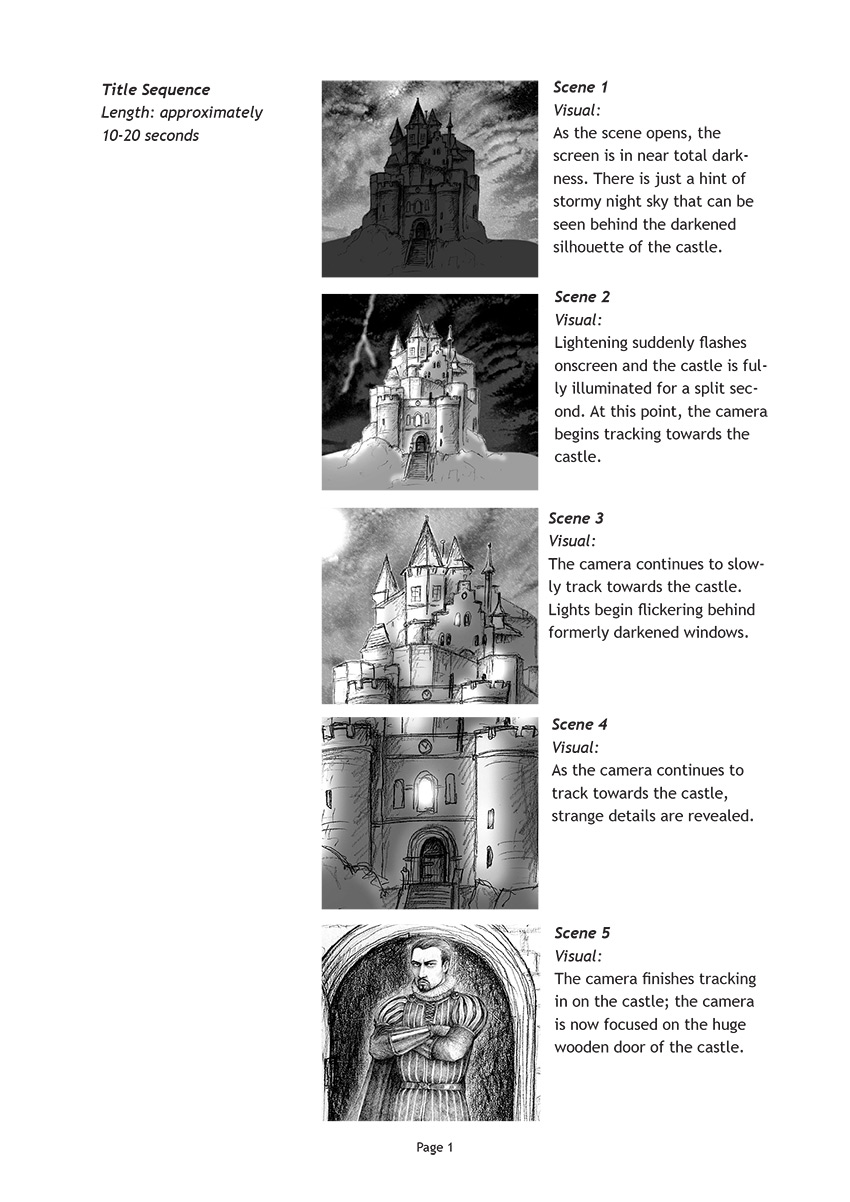 Title Sequence
Length: approximately
10-20 seconds
Scene 1
Visual:
As the scene opens, the
screen is in near total dark-
ness. There is just a hint of
stormy night sky that can be
seen behind the darkened
silhouette of the castle.
Scene 2
Visual:
Lightening suddenly flashes
onscreen and the castle is ful-
ly illuminated for a split sec-
ond. At this point, the camera
begins tracking towards the
castle.
Scene 3
Visual:
The camera continues to slow-
ly track towards the castle.
Lights begin flickering behind
formerly darkened windows.
Scene 4
Visual:
As the camera continues to
track towards the castle,
strange details are revealed.
Scene 5
Visual:
The camera finishes tracking
in on the castle; the camera
is now focused on the huge
wooden door of the castle.
Page 1